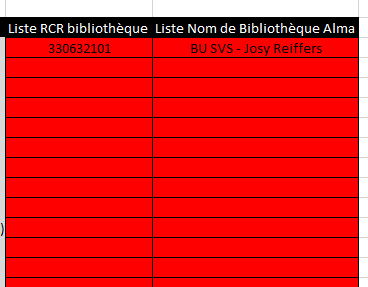 Liste RCR bibliothèque Liste Nom de Bibliothèque Alma
330632101 BU SVS - Josy Reiffers
)